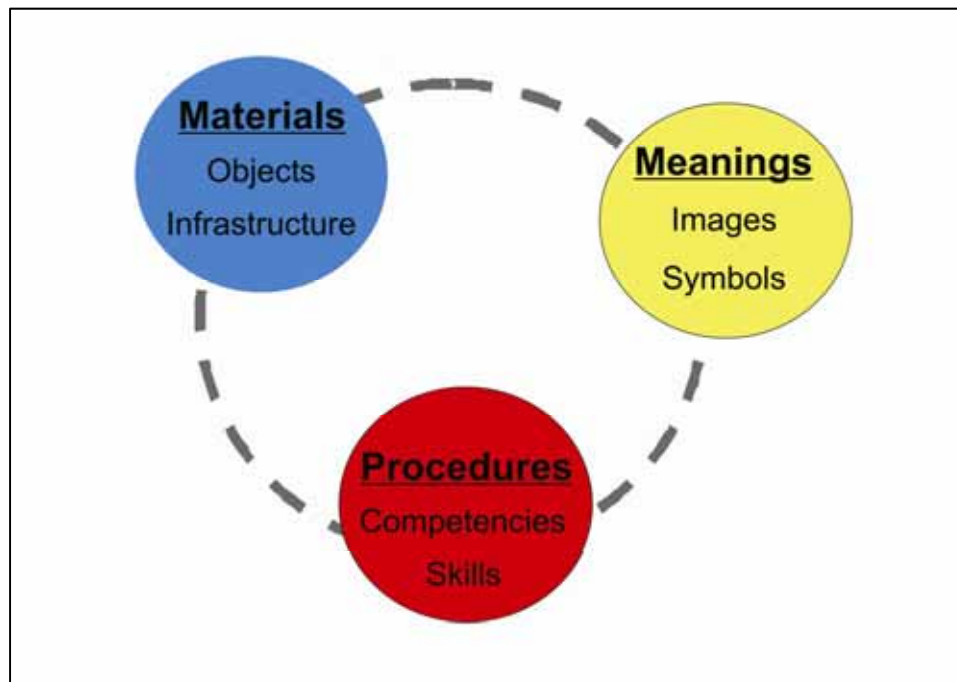 Materials
Objects
Infrastructure
Meanings
Images
Symbols
Procedures
Competencies
Skills